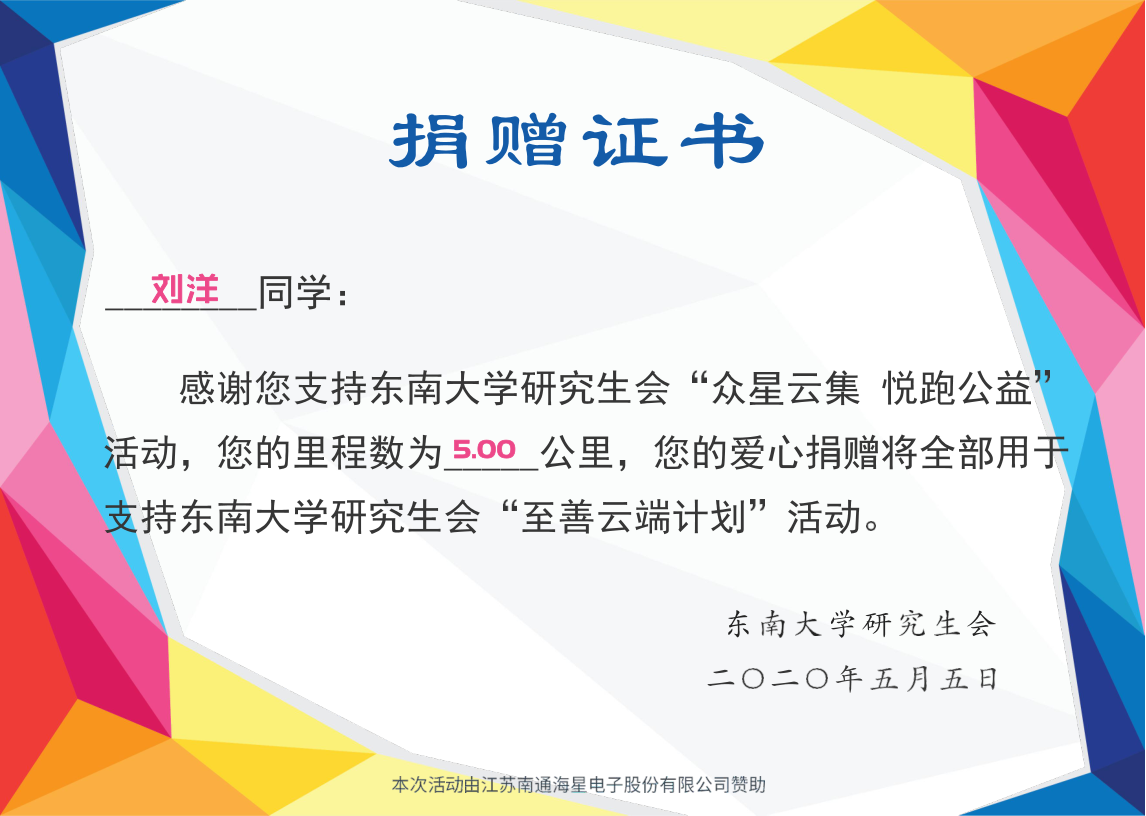 捐赠证书
刘洋同学：
感谢您支持东南大学研究生会“众星云集 悦跑公益”
活动，您的里程数为5.00公里，您的爱心捐赠将全部用于
支持东南大学研究生会“至善云端计划”活动。
东南大学研究生会
二〇二〇年五月五日
本次活动由江苏南通海星电子股份有限公司赞助